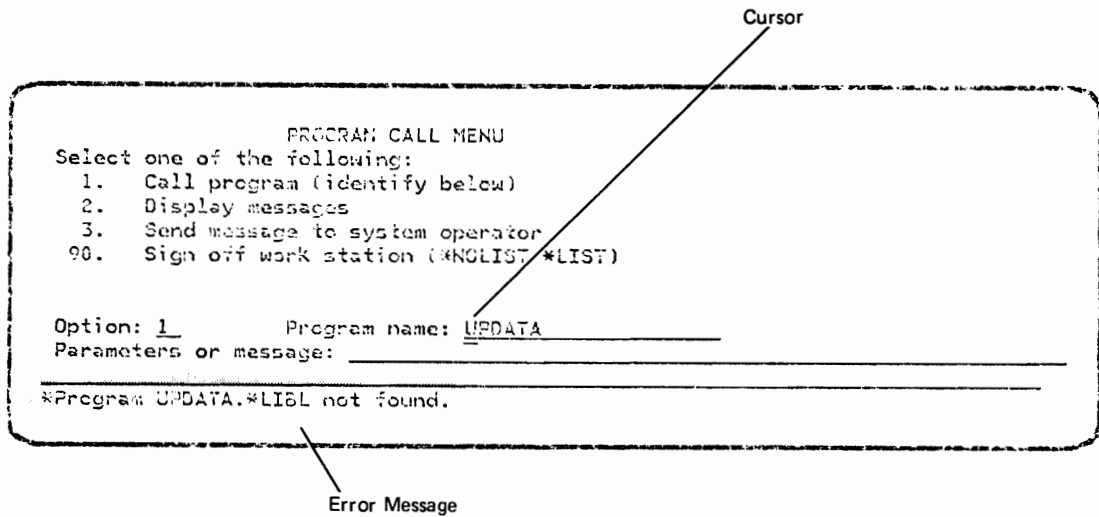 Cursor
PROGRAM CALL MENU
Select one of the following:
1. Call program (identify below)
2. Display messages
3. Send message to system operator
90. Sign off work station (*NOLIST *LIST)
Option: 1 Program name: UPDATA
Parameters or message:
*Program UPDATA.*LIBL not found.
Error Message